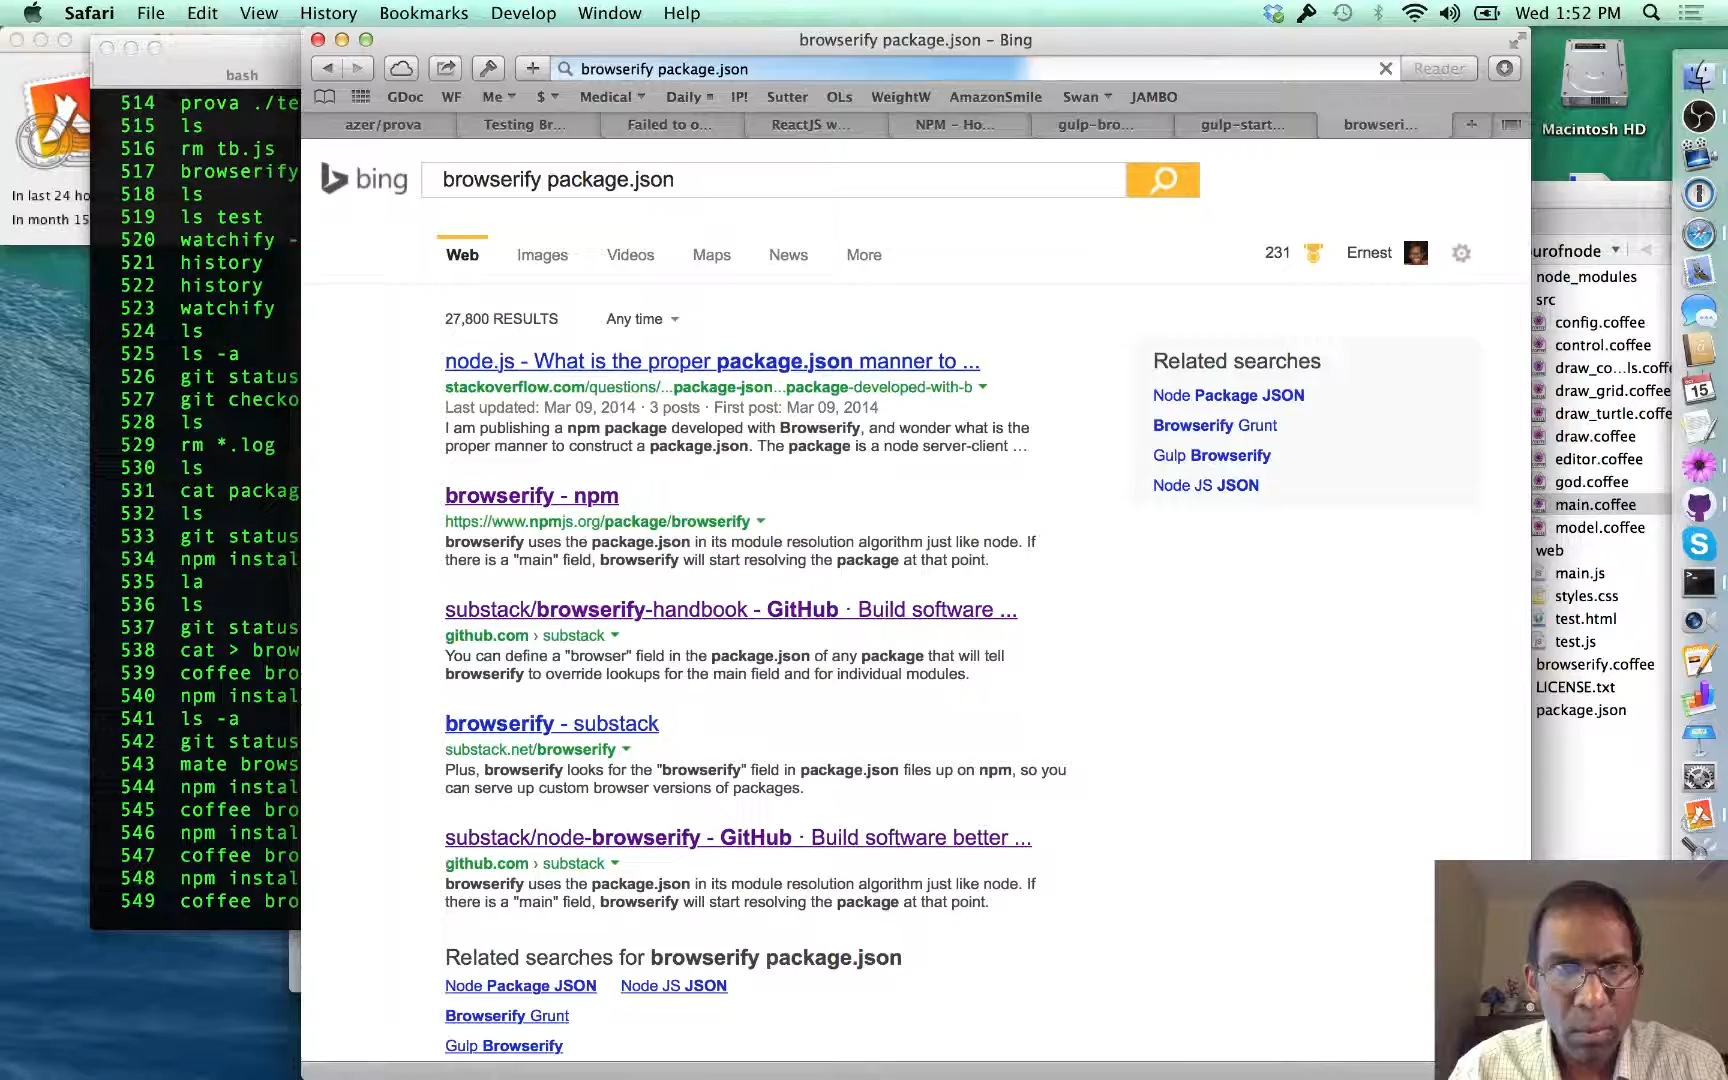 Safari File Edit View History Bookmarks Develop Window Help
Wed 1:52 PM
browserify package.json – Bing
browserify package.json
Reader
GDoc WF Me $ Medical Daily IP! Sutter OLs WeightW AmazonSmile Swan JAMBO
azer/prova Testing Br... Failed to o... ReactJS w... NPM – Ho... gulp-bro... gulp-start... browseri...
bash
514 prova ./te
515 ls
516 rm tb.js
517 browserify
518 ls
519 ls test
520 watchify -
521 history
522 history
523 watchify
524 ls
525 ls -a
526 git status
527 git checko
528 ls
529 rm *.log
530 ls
531 cat packag
532 ls
533 git status
534 npm instal
535 la
536 ls
537 git status
538 cat > brow
539 coffee bro
540 npm instal
541 ls -a
542 git status
543 mate brows
544 npm instal
545 coffee bro
546 npm instal
547 coffee bro
548 npm instal
549 coffee bro
In last 24 ho
In month 15
bing
browserify package.json
Web Images Videos Maps News More
231 Ernest
27,800 RESULTS Any time
node.js - What is the proper package.json manner to ...
stackoverflow.com/questions/...package-json...package-developed-with-b
Last updated: Mar 09, 2014 · 3 posts · First post: Mar 09, 2014
I am publishing a npm package developed with Browserify, and wonder what is the
proper manner to construct a package.json. The package is a node server-client ...
browserify - npm
https://www.npmjs.org/package/browserify
browserify uses the package.json in its module resolution algorithm just like node. If
there is a "main" field, browserify will start resolving the package at that point.
substack/browserify-handbook - GitHub · Build software ...
github.com › substack
You can define a "browser" field in the package.json of any package that will tell
browserify to override lookups for the main field and for individual modules.
browserify - substack
substack.net/browserify
Plus, browserify looks for the "browserify" field in package.json files up on npm, so you
can serve up custom browser versions of packages.
substack/node-browserify - GitHub · Build software better ...
github.com › substack
browserify uses the package.json in its module resolution algorithm just like node. If
there is a "main" field, browserify will start resolving the package at that point.
Related searches for browserify package.json
Node Package JSON Node JS JSON
Browserify Grunt
Gulp Browserify
Related searches
Node Package JSON
Browserify Grunt
Gulp Browserify
Node JS JSON
Macintosh HD
urofnode
node_modules
src
config.coffee
control.coffee
draw_co...ls.coffe
draw_grid.coffee
draw_turtle.coffe
draw.coffee
editor.coffee
god.coffee
main.coffee
model.coffee
web
main.js
styles.css
test.html
test.js
browserify.coffee
LICENSE.txt
package.json
OCT
15